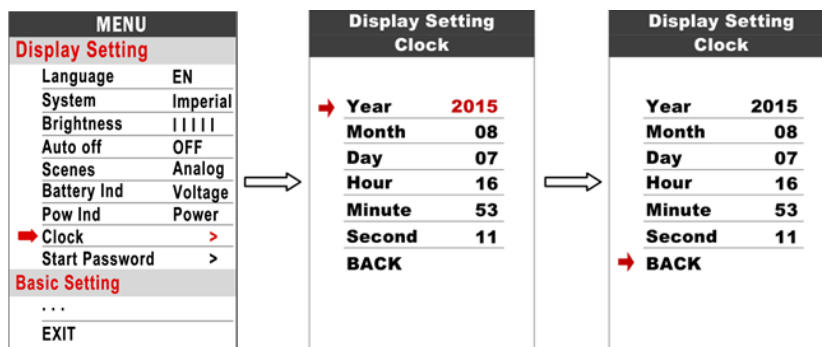 MENU
Display Setting
Language EN
System Imperial
Brightness | | | | |
Auto off OFF
Scenes Analog
Battery Ind Voltage
Pow Ind Power
Clock >
Start Password >
Basic Setting
. . .
EXIT
Display Setting
Clock
Year 2015
Month 08
Day 07
Hour 16
Minute 53
Second 11
BACK
Display Setting
Clock
Year 2015
Month 08
Day 07
Hour 16
Minute 53
Second 11
BACK